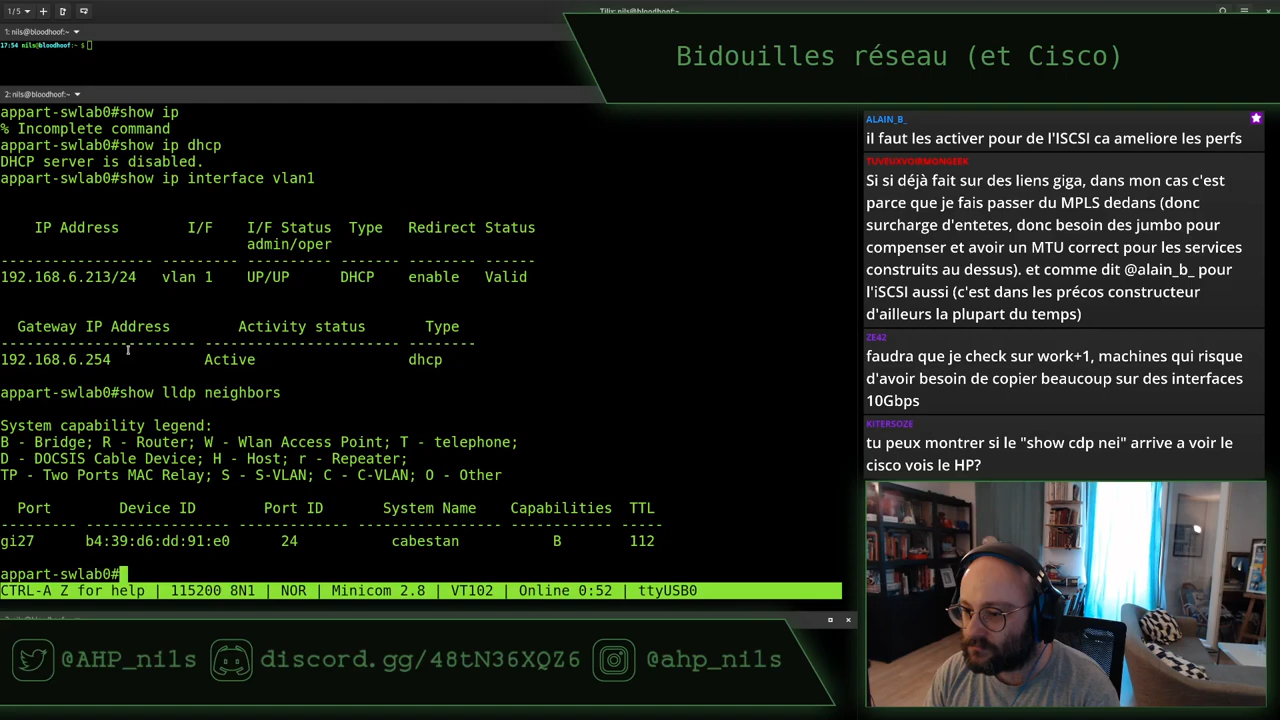 1/5
Tilix: nils@bloodhoof:~
1: nils@bloodhoof:~
17:54 nils@bloodhoof:~ $
Bidouilles réseau (et Cisco)
2: nils@bloodhoof:~
appart-swlab0#show ip
% Incomplete command
appart-swlab0#show ip dhcp
DHCP server is disabled.
appart-swlab0#show ip interface vlan1
IP Address I/F I/F Status Type Redirect Status
admin/oper
------------------- --------- ---------- ------- -------- ------
192.168.6.213/24 vlan 1 UP/UP DHCP enable Valid
Gateway IP Address Activity status Type
----------------------- ----------------------- --------
192.168.6.254 Active dhcp
appart-swlab0#show lldp neighbors
System capability legend:
B - Bridge; R - Router; W - Wlan Access Point; T - telephone;
D - DOCSIS Cable Device; H - Host; r - Repeater;
TP - Two Ports MAC Relay; S - S-VLAN; C - C-VLAN; O - Other
Port Device ID Port ID System Name Capabilities TTL
--------- ----------------- ------------- ----------------- ------------ -----
gi27 b4:39:d6:dd:91:e0 24 cabestan B 112
appart-swlab0#
CTRL-A Z for help | 115200 8N1 | NOR | Minicom 2.8 | VT102 | Online 0:52 | ttyUSB0
ALAIN_B_
il faut les activer pour de l'ISCSI ca ameliore les perfs
TUVEUXVOIRMONGEEK
Si si déjà fait sur des liens giga, dans mon cas c'est
parce que je fais passer du MPLS dedans (donc
surcharge d'entetes, donc besoin des jumbo pour
compenser et avoir un MTU correct pour les services
construits au dessus). et comme dit @alain_b_ pour
l'iSCSI aussi (c'est dans les précos constructeur
d'ailleurs la plupart du temps)
ZE42
faudra que je check sur work+1, machines qui risque
d'avoir besoin de copier beaucoup sur des interfaces
10Gbps
KITERSOZE
tu peux montrer si le "show cdp nei" arrive a voir le
cisco vois le HP?
@AHP_nils
discord.gg/48tN36XQZ6
@ahp_nils